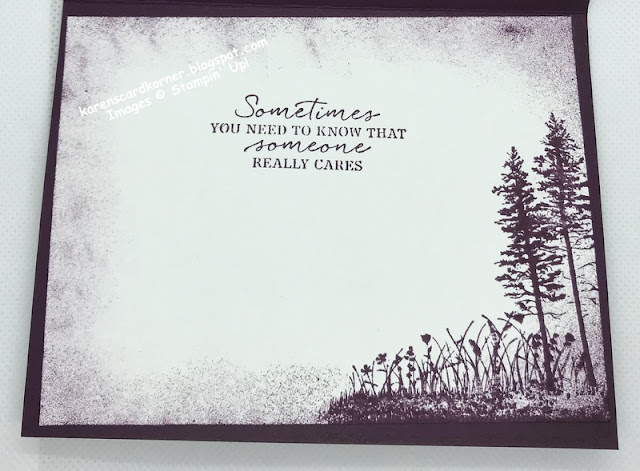 karenscardkorner.blogspot.com
Images © Stampin' Up!
Sometimes
YOU NEED TO KNOW THAT
someone
REALLY CARES